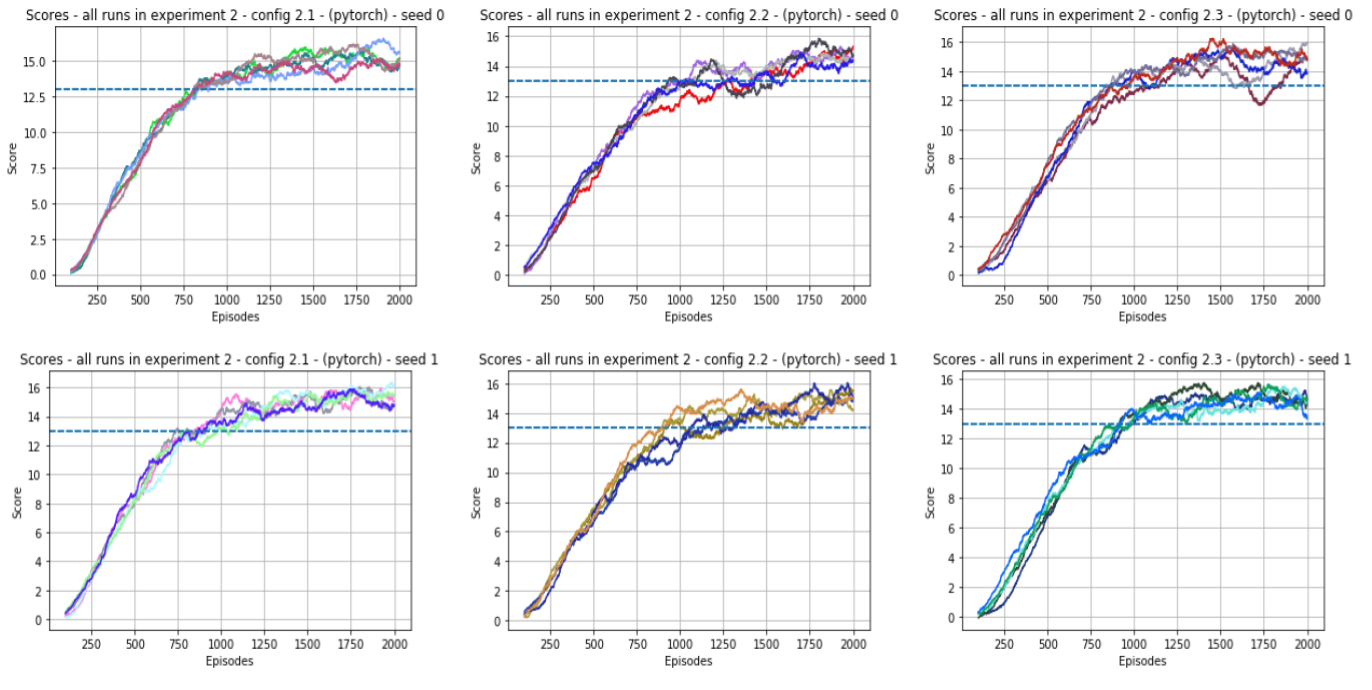 Scores - all runs in experiment 2 - config 2.1 - (pytorch) - seed 0
Score
15.0
12.5
10.0
7.5
5.0
2.5
0.0
250 500 750 1000 1250 1500 1750 2000
Episodes
Scores - all runs in experiment 2 - config 2.2 - (pytorch) - seed 0
Score
16
14
12
10
8
6
4
2
0
250 500 750 1000 1250 1500 1750 2000
Episodes
Scores - all runs in experiment 2 - config 2.3 - (pytorch) - seed 0
Score
16
14
12
10
8
6
4
2
0
250 500 750 1000 1250 1500 1750 2000
Episodes
Scores - all runs in experiment 2 - config 2.1 - (pytorch) - seed 1
Score
16
14
12
10
8
6
4
2
0
250 500 750 1000 1250 1500 1750 2000
Episodes
Scores - all runs in experiment 2 - config 2.2 - (pytorch) - seed 1
Score
16
14
12
10
8
6
4
2
0
250 500 750 1000 1250 1500 1750 2000
Episodes
Scores - all runs in experiment 2 - config 2.3 - (pytorch) - seed 1
Score
16
14
12
10
8
6
4
2
0
250 500 750 1000 1250 1500 1750 2000
Episodes